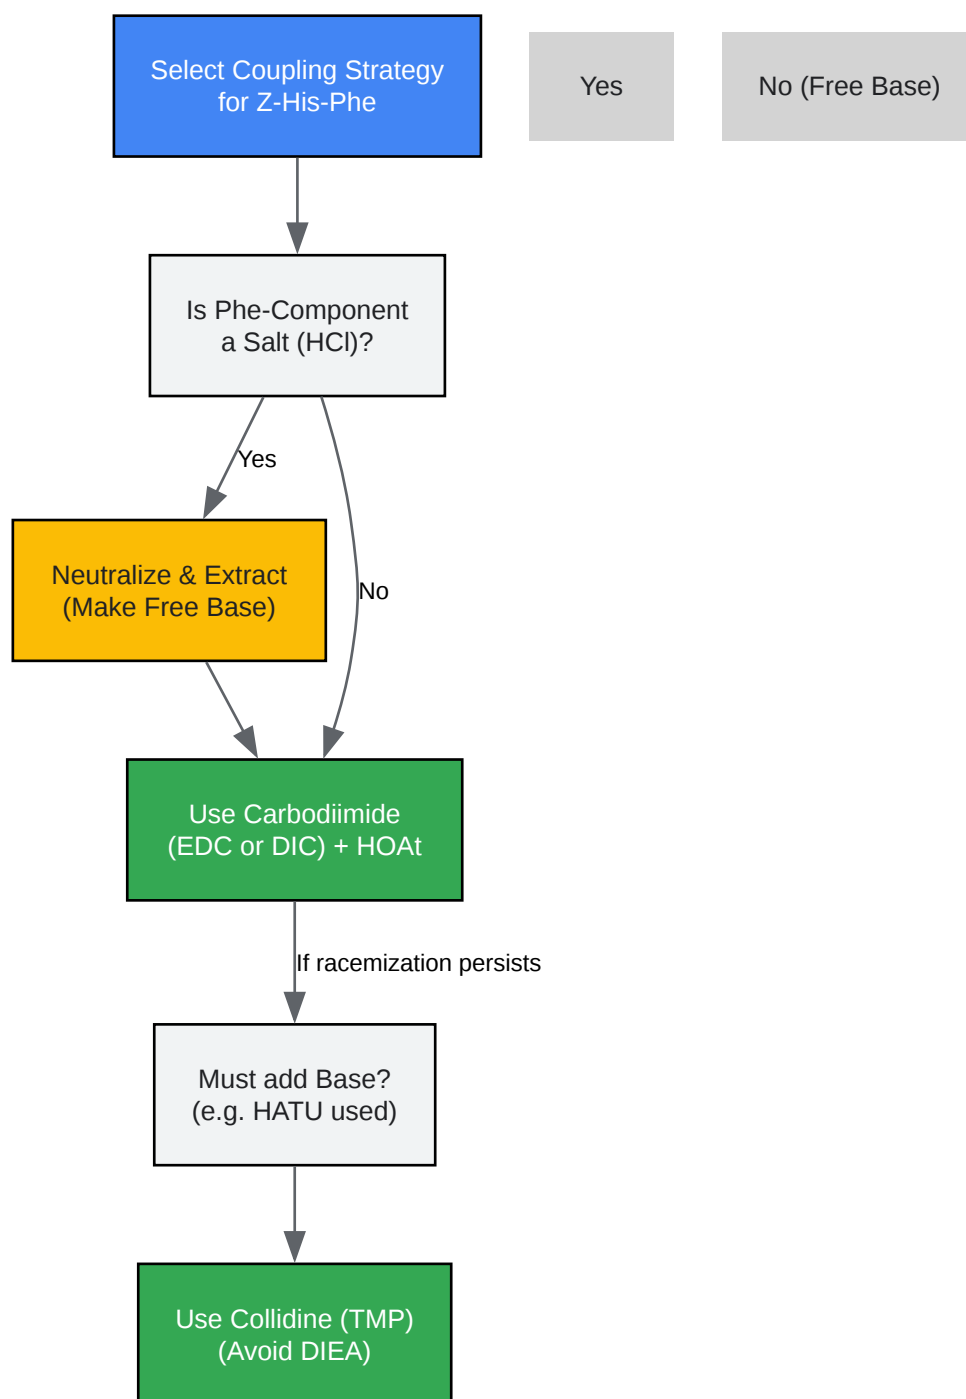 Select Coupling Strategy
for Z-His-Phe
Yes
No (Free Base)
Is Phe-Component
a Salt (HCl)?
Yes
Neutralize & Extract
(Make Free Base)
No
Use Carbodiimide
(EDC or DIC) + HOAt
If racemization persists
Must add Base?
(e.g. HATU used)
Use Collidine (TMP)
(Avoid DIEA)